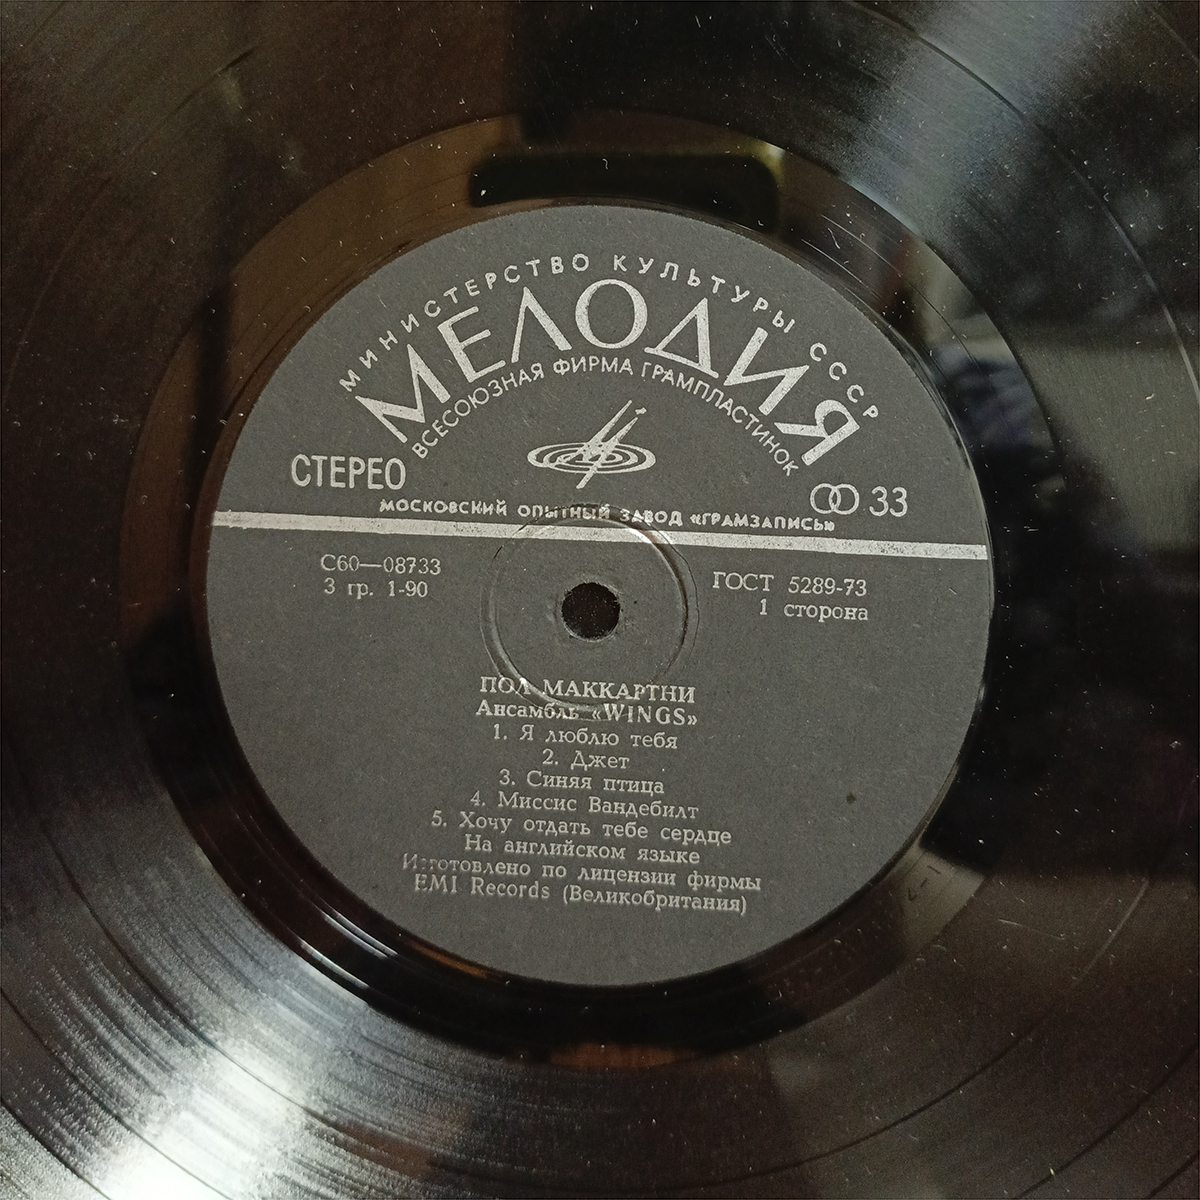 МИНИСТЕРСТВО КУЛЬТУРЫ СССР
МЕЛОДИЯ
ВСЕСОЮЗНАЯ ФИРМА ГРАМПЛАСТИНОК
СТЕРЕО
33
МОСКОВСКИЙ ОПЫТНЫЙ ЗАВОД «ГРАМЗАПИСЬ»
С60—08733
3 гр. 1-90
ГОСТ 5289-73
1 сторона
ПОЛ МАККАРТНИ
Ансамбль «WINGS»
1. Я люблю тебя
2. Джет
3. Синяя птица
4. Миссис Вандебилт
5. Хочу отдать тебе сердце
На английском языке
Изготовлено по лицензии фирмы
EMI Records (Великобритания)